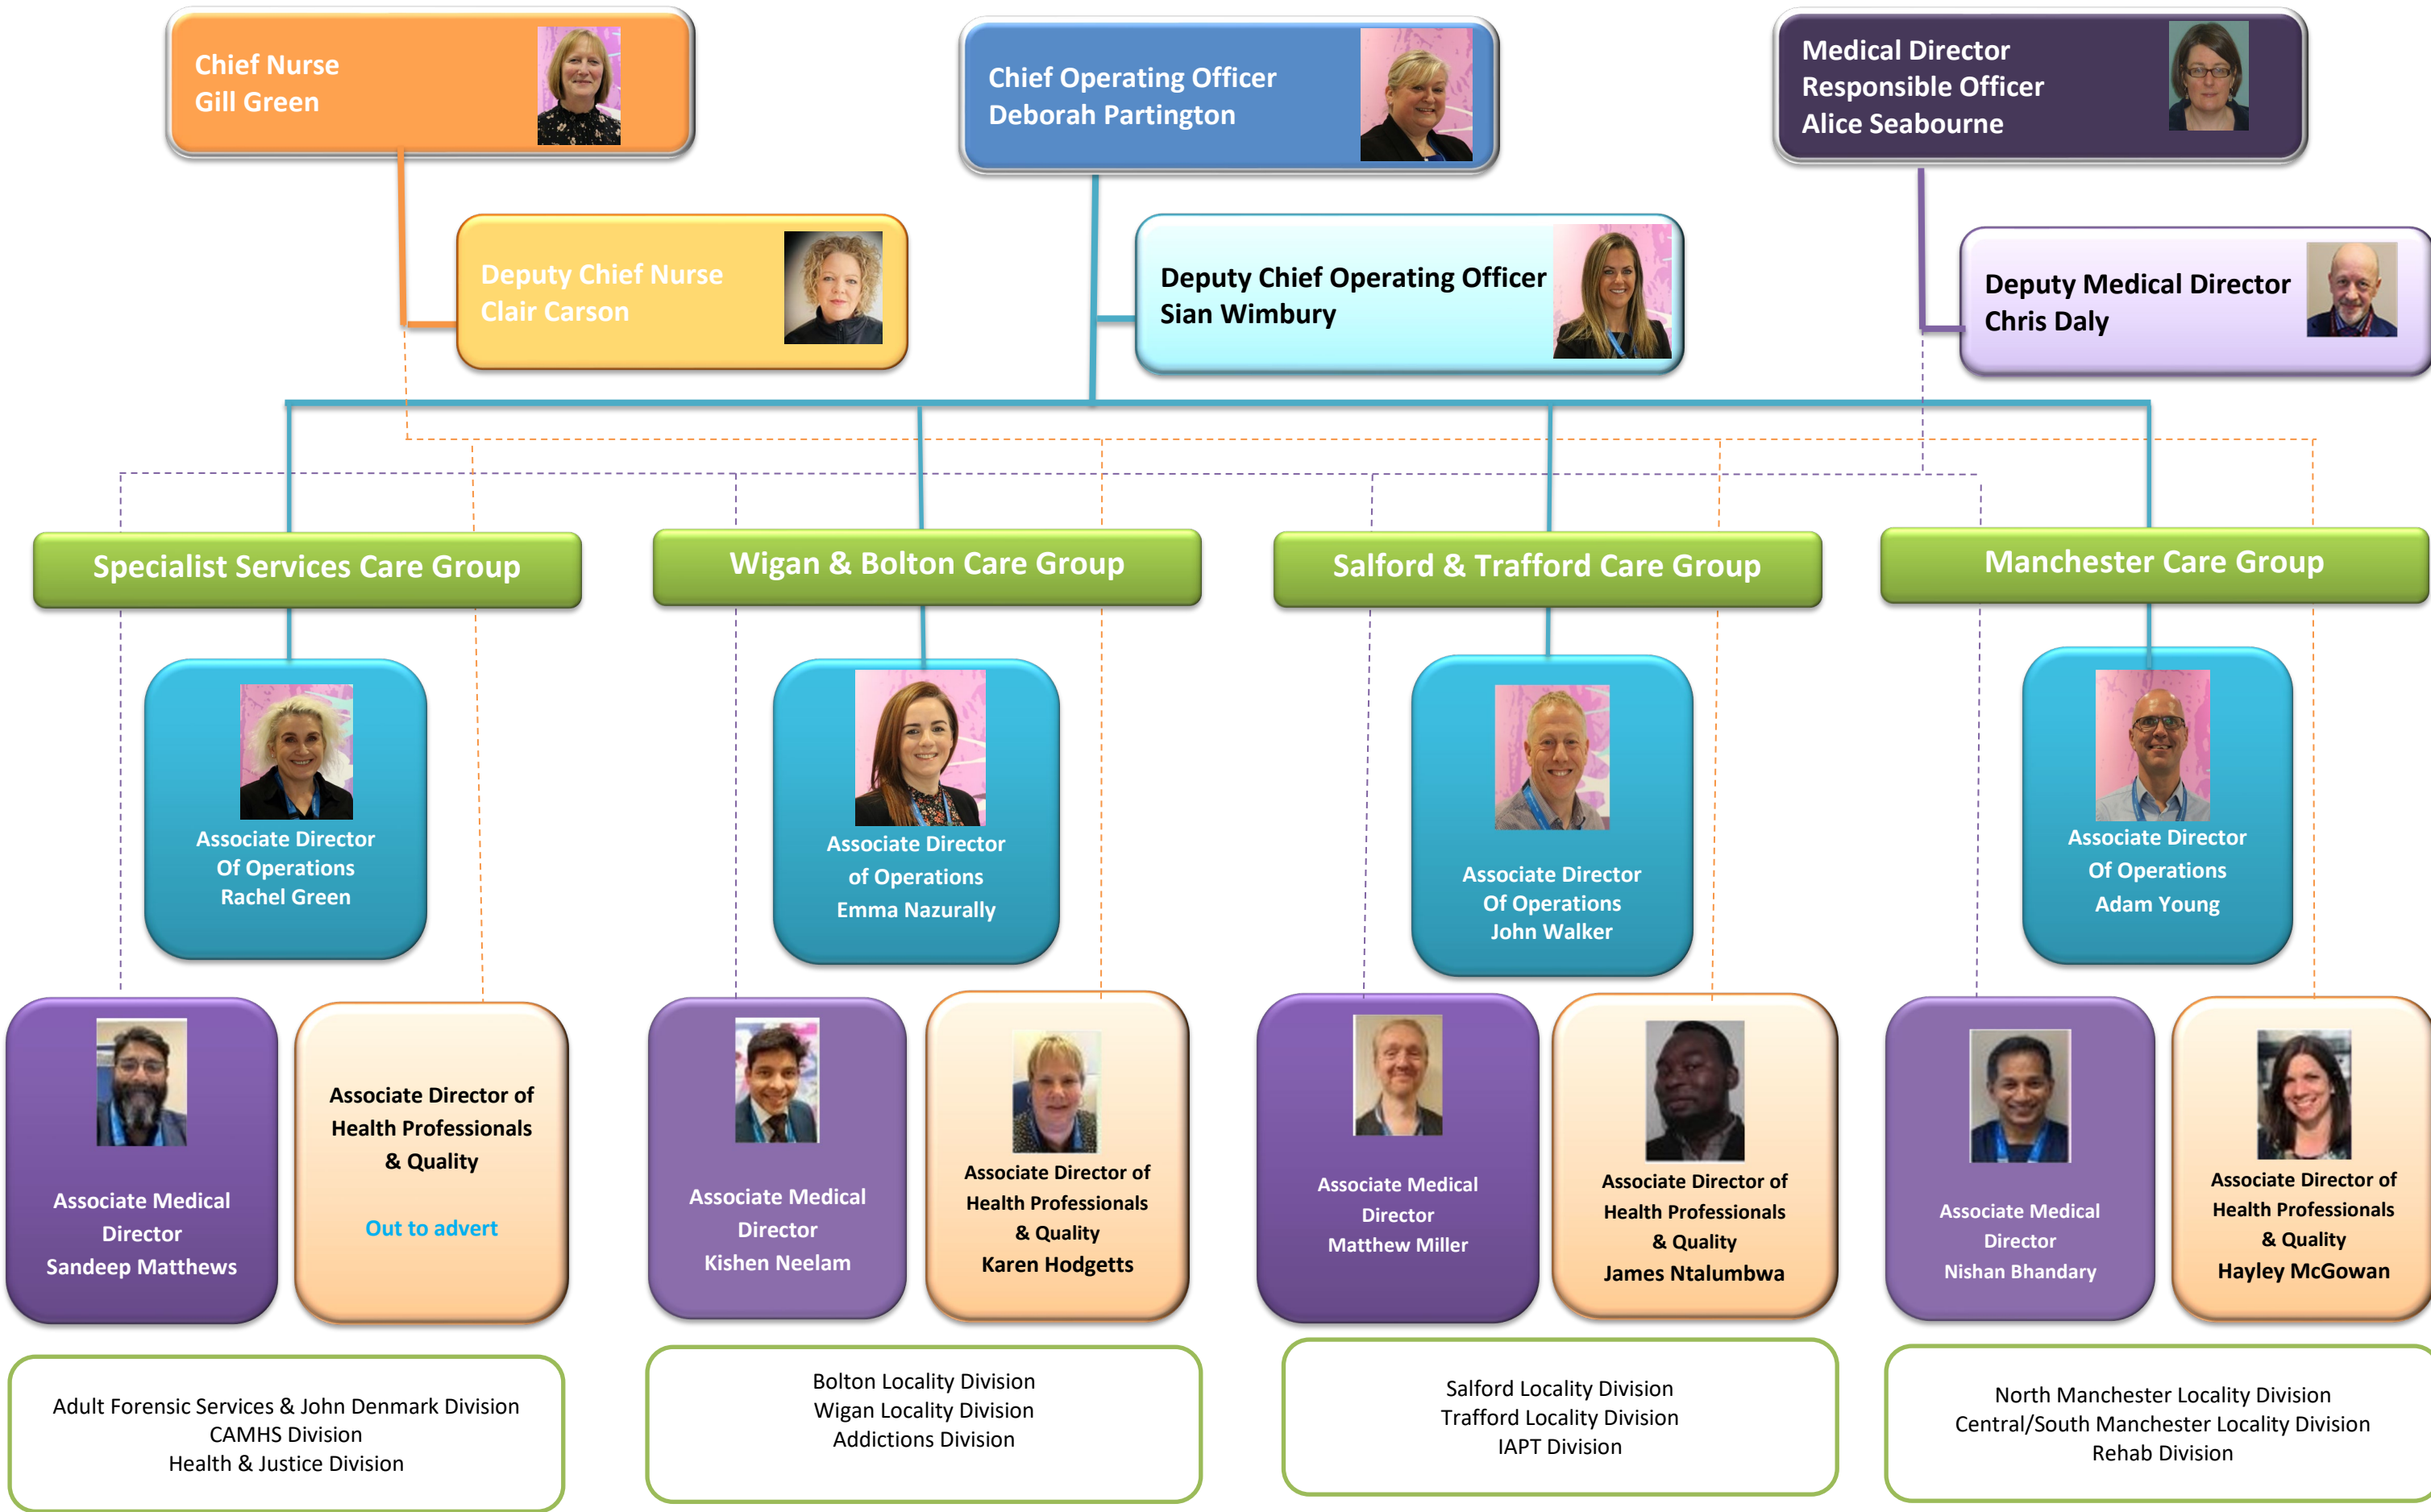 Chief Nurse
Gill Green
Chief Operating Officer
Deborah Partington
Medical Director
Responsible Officer
Alice Seabourne
Deputy Chief Nurse
Clair Carson
Deputy Chief Operating Officer
Sian Wimbury
Deputy Medical Director
Chris Daly
Specialist Services Care Group
Wigan & Bolton Care Group
Salford & Trafford Care Group
Manchester Care Group
Associate Director
Of Operations
Rachel Green
Associate Director
of Operations
Emma Nazurally
Associate Director
Of Operations
John Walker
Associate Director
Of Operations
Adam Young
Associate Medical
Director
Sandeep Matthews
Associate Director of
Health Professionals
& Quality
Out to advert
Associate Medical
Director
Kishen Neelam
Associate Director of
Health Professionals
& Quality
Karen Hodgetts
Associate Medical
Director
Matthew Miller
Associate Director of
Health Professionals
& Quality
James Ntalumbwa
Associate Medical
Director
Nishan Bhandary
Associate Director of
Health Professionals
& Quality
Hayley McGowan
Adult Forensic Services & John Denmark Division
CAMHS Division
Health & Justice Division
Bolton Locality Division
Wigan Locality Division
Addictions Division
Salford Locality Division
Trafford Locality Division
IAPT Division
North Manchester Locality Division
Central/South Manchester Locality Division
Rehab Division